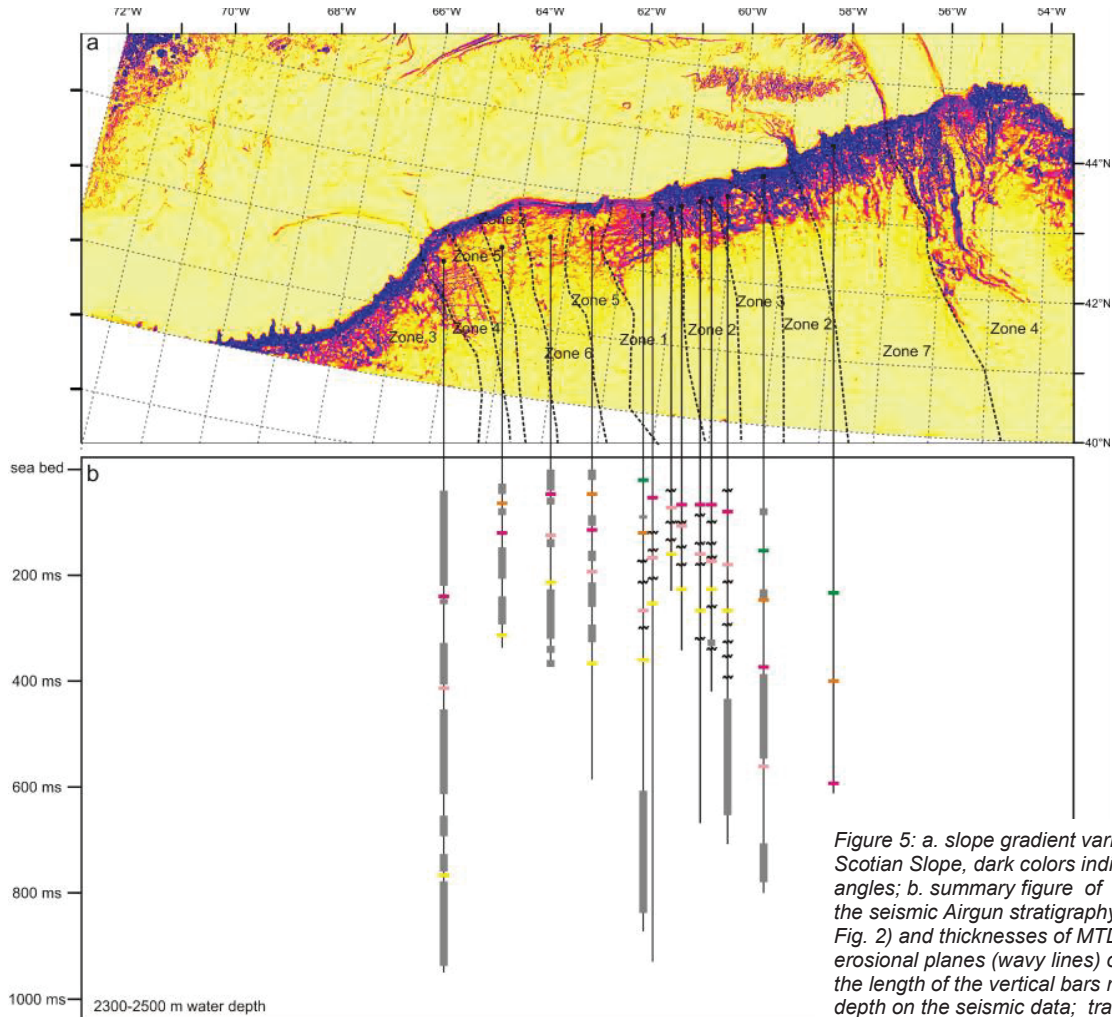 72°W 70°W 68°W 66°W 64°W 62°W 60°W 58°W 56°W 54°W
a
44°N
42°N
40°N
Zone 2
Zone 5
Zone 3
Zone 4
Zone 6
Zone 5
Zone 1
Zone 2
Zone 3
Zone 2
Zone 7
Zone 4
b
sea bed
200 ms
400 ms
600 ms
800 ms
1000 ms
2300-2500 m water depth
Figure 5: a. slope gradient vari
Scotian Slope, dark colors indi
angles; b. summary figure of
the seismic Airgun stratigraphy
Fig. 2) and thicknesses of MTD
erosional planes (wavy lines) o
the length of the vertical bars r
depth on the seismic data; tra